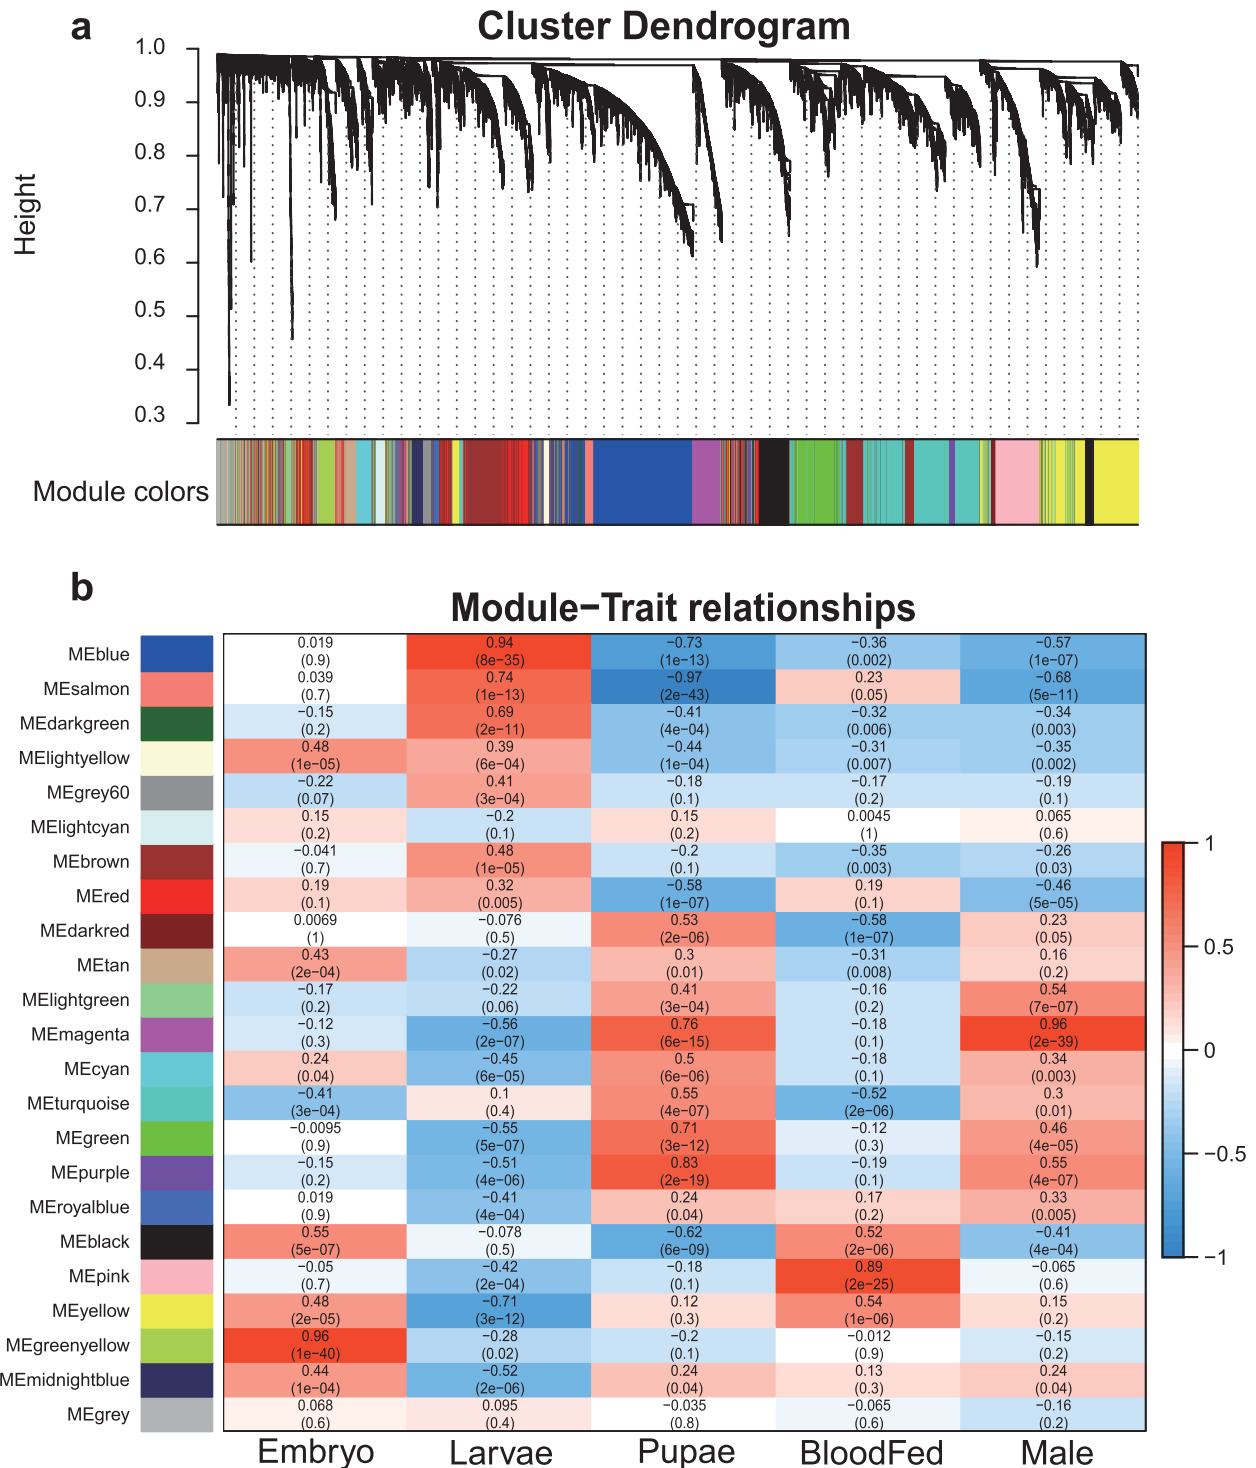 a
Cluster Dendrogram
1.0
0.9
0.8
0.7
0.6
0.5
0.4
0.3
Height
Module colors
b
Module−Trait relationships
MEblue 0.019 0.94 −0.73 −0.36 −0.57
(0.9) (8e−35) (1e−13) (0.002) (1e−07)
MEsalmon 0.039 0.74 −0.97 0.23 −0.68
(0.7) (1e−13) (2e−43) (0.05) (5e−11)
MEdarkgreen −0.15 0.69 −0.41 −0.32 −0.34
(0.2) (2e−11) (4e−04) (0.006) (0.003)
MElightyellow 0.48 0.39 −0.44 −0.31 −0.35
(1e−05) (6e−04) (1e−04) (0.007) (0.002)
MEgrey60 −0.22 0.41 −0.18 −0.17 −0.19
(0.07) (3e−04) (0.1) (0.2) (0.1)
MElightcyan 0.15 −0.2 0.15 0.0045 0.065
(0.2) (0.1) (0.2) (1) (0.6)
MEbrown −0.041 0.48 −0.2 −0.35 −0.26
(0.7) (1e−05) (0.1) (0.003) (0.03)
MEred 0.19 0.32 −0.58 0.19 −0.46
(0.1) (0.005) (1e−07) (0.1) (5e−05)
MEdarkred 0.0069 −0.076 0.53 −0.58 0.23
(1) (0.5) (2e−06) (1e−07) (0.05)
MEtan 0.43 −0.27 0.3 −0.31 0.16
(2e−04) (0.02) (0.01) (0.008) (0.2)
MElightgreen −0.17 −0.22 0.41 −0.16 0.54
(0.2) (0.06) (3e−04) (0.2) (7e−07)
MEmagenta −0.12 −0.56 0.76 −0.18 0.96
(0.3) (2e−07) (6e−15) (0.1) (2e−39)
MEcyan 0.24 −0.45 0.5 −0.18 0.34
(0.04) (6e−05) (6e−06) (0.1) (0.003)
MEturquoise −0.41 0.1 0.55 −0.52 0.3
(3e−04) (0.4) (4e−07) (2e−06) (0.01)
MEgreen −0.0095 −0.55 0.71 −0.12 0.46
(0.9) (5e−07) (3e−12) (0.3) (4e−05)
MEpurple −0.15 −0.51 0.83 −0.19 0.55
(0.2) (4e−06) (2e−19) (0.1) (4e−07)
MEroyalblue 0.019 −0.41 0.24 0.17 0.33
(0.9) (4e−04) (0.04) (0.2) (0.005)
MEblack 0.55 −0.078 −0.62 0.52 −0.41
(5e−07) (0.5) (6e−09) (2e−06) (4e−04)
MEpink −0.05 −0.42 −0.18 0.89 −0.065
(0.7) (2e−04) (0.1) (2e−25) (0.6)
MEyellow 0.48 −0.71 0.12 0.54 0.15
(2e−05) (3e−12) (0.3) (1e−06) (0.2)
MEgreenyellow 0.96 −0.28 −0.2 −0.012 −0.15
(1e−40) (0.02) (0.1) (0.9) (0.2)
MEmidnightblue 0.44 −0.52 0.24 0.13 0.24
(1e−04) (2e−06) (0.04) (0.3) (0.04)
MEgrey 0.068 0.095 −0.035 −0.065 −0.16
(0.6) (0.4) (0.8) (0.6) (0.2)
Embryo Larvae Pupae BloodFed Male
1
0.5
0
−0.5
−1